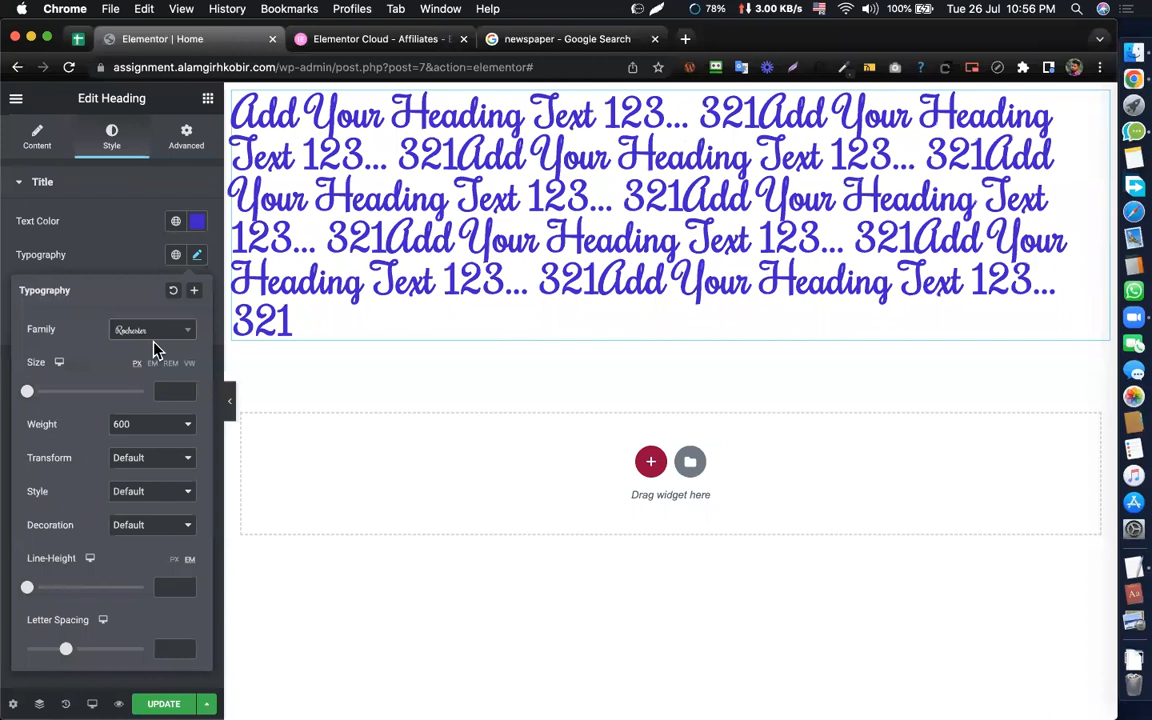 Chrome File Edit View History Bookmarks Profiles Tab Window Help 78% 3.00 KB/s 100% Tue 26 Jul 10:56 PM
Elementor | Home Elementor Cloud - Affiliates - newspaper - Google Search
assignment.alamgirhkobir.com/wp-admin/post.php?post=7&action=elementor#
Edit Heading
Content Style Advanced
Title
Text Color
Typography
Typography
Family Rochester
Size PX EM REM VW
Weight 600
Transform Default
Style Default
Decoration Default
Line-Height PX EM
Letter Spacing
UPDATE
Add Your Heading Text 123... 321Add Your Heading
Text 123... 321Add Your Heading Text 123... 321Add
Your Heading Text 123... 321Add Your Heading Text
123... 321Add Your Heading Text 123... 321Add Your
Heading Text 123... 321Add Your Heading Text 123...
321
Drag widget here